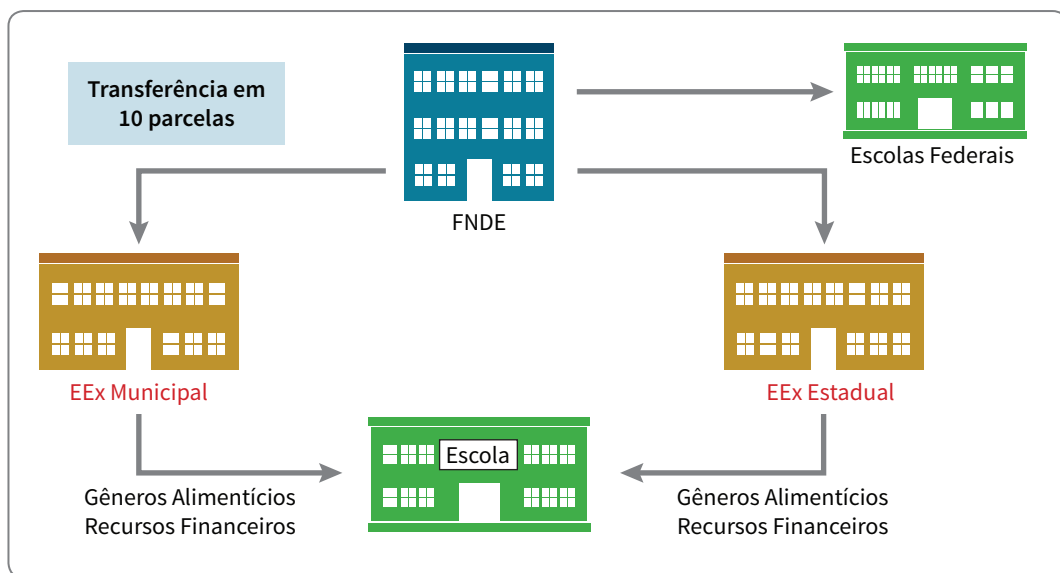 Transferência em
10 parcelas
FNDE
Escolas Federais
EEx Municipal
EEx Estadual
Escola
Gêneros Alimentícios
Recursos Financeiros
Gêneros Alimentícios
Recursos Financeiros